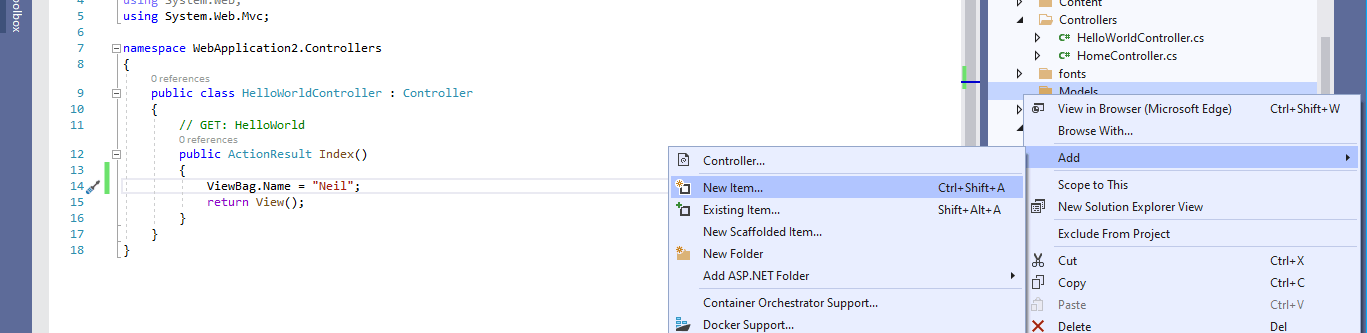 oolbox
4 using System.Web;
5 using System.Web.Mvc;
6
7 namespace WebApplication2.Controllers
8 {
0 references
9 public class HelloWorldController : Controller
10 {
11 // GET: HelloWorld
0 references
12 public ActionResult Index()
13 {
14 ViewBag.Name = "Neil";
15 return View();
16 }
17 }
18 }
Content
Controllers
C# HelloWorldController.cs
C# HomeController.cs
fonts
Models
View in Browser (Microsoft Edge) Ctrl+Shift+W
Browse With...
Add
Scope to This
New Solution Explorer View
Exclude From Project
Cut Ctrl+X
Copy Ctrl+C
Paste Ctrl+V
Delete Del
Controller...
New Item... Ctrl+Shift+A
Existing Item... Shift+Alt+A
New Scaffolded Item...
New Folder
Add ASP.NET Folder
Container Orchestrator Support...
Docker Support...